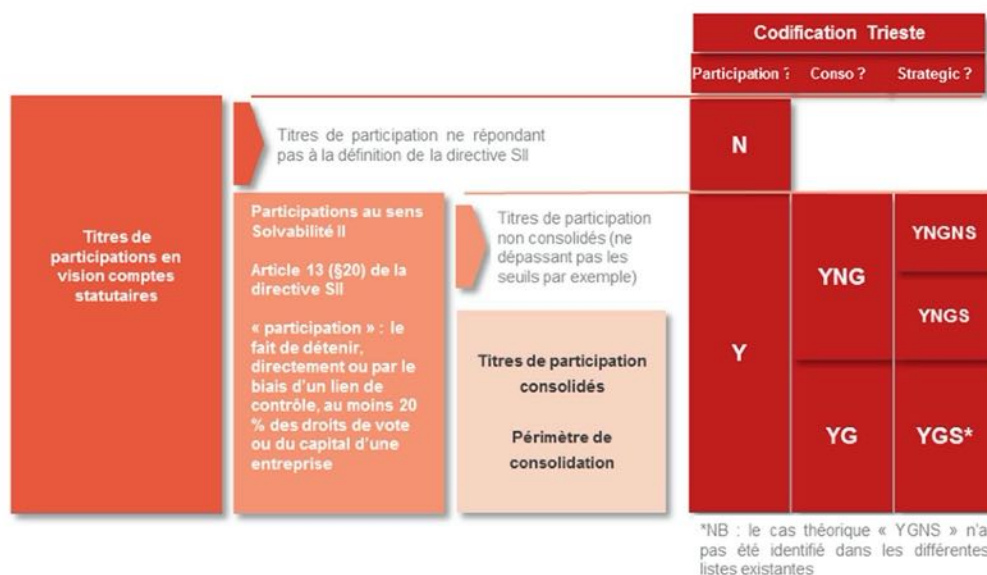 Codification Trieste
Participation ?
Conso ?
Strategic ?
Titres de participation ne répondant
pas à la définition de la directive SII
N
Titres de
participations en
vision comptes
statutaires
Participations au sens
Solvabilité II
Article 13 (§20) de la
directive SII
« participation » : le
fait de détenir,
directement ou par le
biais d'un lien de
contrôle, au moins 20
% des droits de vote
ou du capital d'une
entreprise
Titres de participation
non consolidés (ne
dépassant pas les
seuils par exemple)
Titres de participation
consolidés
Périmètre de
consolidation
Y
YNG
YG
YNGNS
YNGS
YGS*
*NB : le cas théorique « YGNS » n'a
pas été identifié dans les différentes
listes existantes